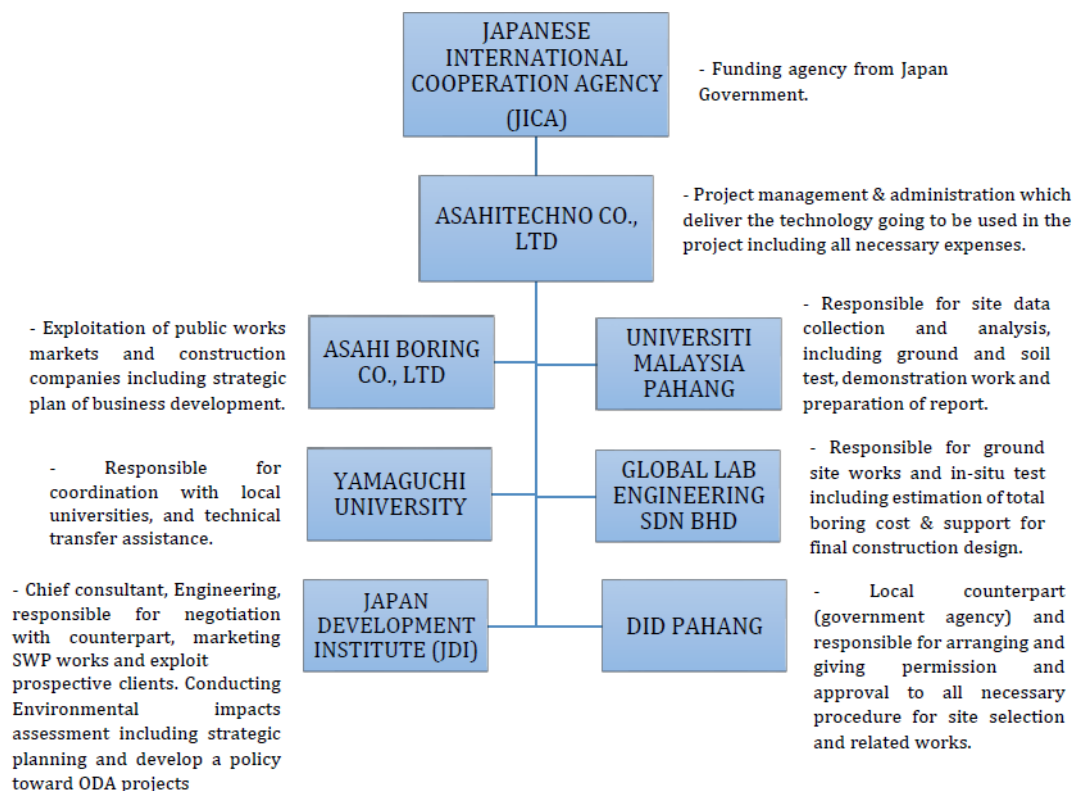 JAPANESE
INTERNATIONAL
COOPERATION AGENCY
(JICA)
- Funding agency from Japan
Government.
ASAHITECHNO CO.,
LTD
- Project management & administration which
deliver the technology going to be used in the
project including all necessary expenses.
- Exploitation of public works
markets and construction
companies including strategic
plan of business development.
ASAHI BORING
CO., LTD
UNIVERSITI
MALAYSIA
PAHANG
- Responsible for site data
collection and analysis,
including ground and soil
test, demonstration work and
preparation of report.
- Responsible for
coordination with local
universities, and technical
transfer assistance.
YAMAGUCHI
UNIVERSITY
GLOBAL LAB
ENGINEERING
SDN BHD
- Responsible for ground
site works and in-situ test
including estimation of total
boring cost & support for
final construction design.
- Chief consultant, Engineering,
responsible for negotiation
with counterpart, marketing
SWP works and exploit
prospective clients. Conducting
Environmental impacts
assessment including strategic
planning and develop a policy
toward ODA projects
JAPAN
DEVELOPMENT
INSTITUTE (JDI)
DID PAHANG
- Local counterpart
(government agency) and
responsible for arranging and
giving permission and
approval to all necessary
procedure for site selection
and related works.